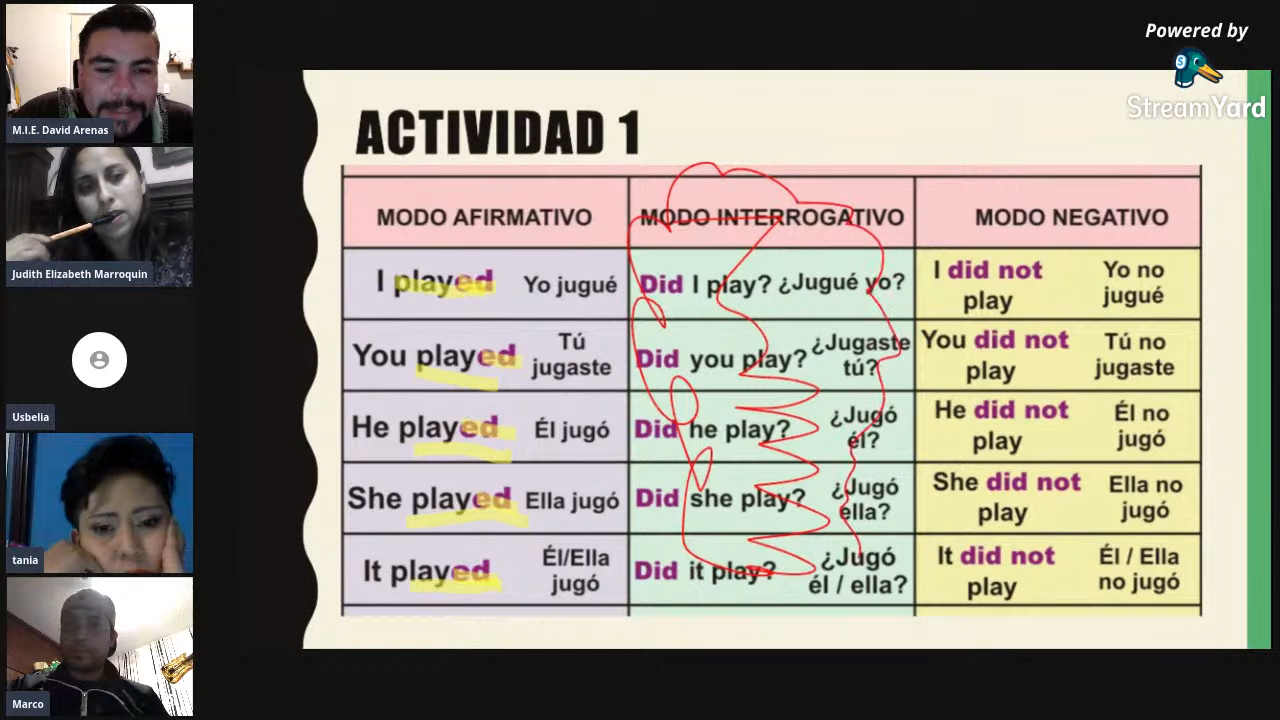 Powered by
StreamYard
M.I.E. David Arenas
Judith Elizabeth Marroquin
Usbelia
tania
Marco
ACTIVIDAD 1
MODO AFIRMATIVO
MODO INTERROGATIVO
MODO NEGATIVO
I played
Yo jugué
Did I play?
¿Jugué yo?
I did not
play
Yo no
jugué
You played
Tú
jugaste
Did you play?
¿Jugaste
tú?
You did not
play
Tú no
jugaste
He played
Él jugó
Did he play?
¿Jugó
él?
He did not
play
Él no
jugó
She played
Ella jugó
Did she play?
¿Jugó
ella?
She did not
play
Ella no
jugó
It played
Él/Ella
jugó
Did it play?
¿Jugó
él / ella?
It did not
play
Él / Ella
no jugó